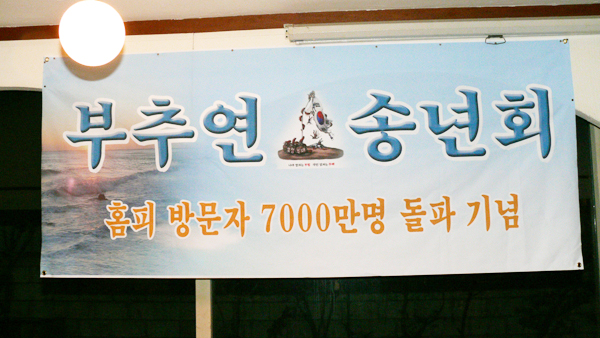 부추연 송년회
홈피 방문자 7000만명 돌파 기념